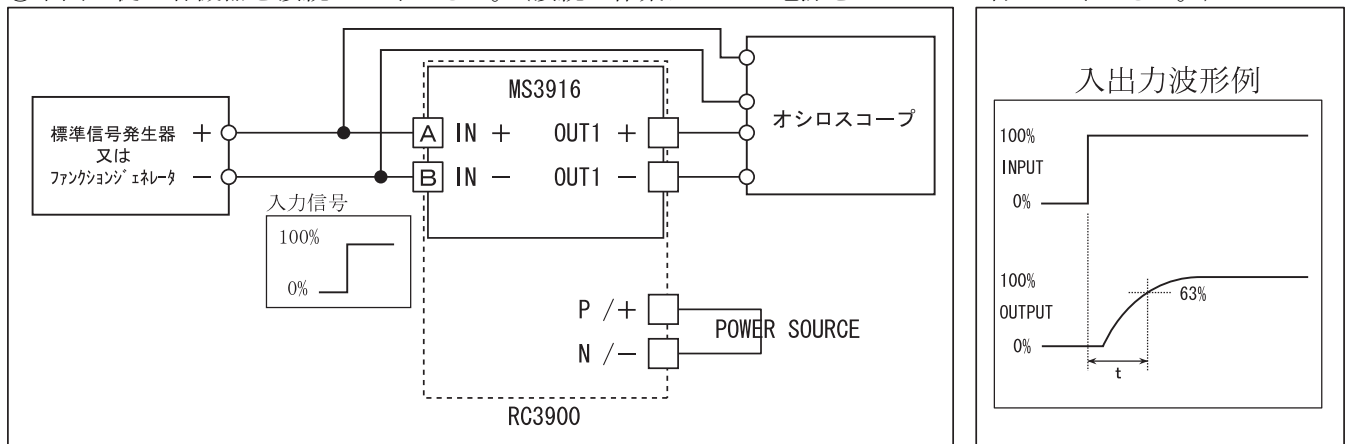 MS3916
標準信号発生器
又は
ファンクションジェネレータ
+
−
A IN + OUT1 +
B IN − OUT1 −
オシロスコープ
入力信号
100%
0%
P /+
N /−
POWER SOURCE
RC3900
入出力波形例
100%
INPUT
0%
100%
63%
OUTPUT
0%
t